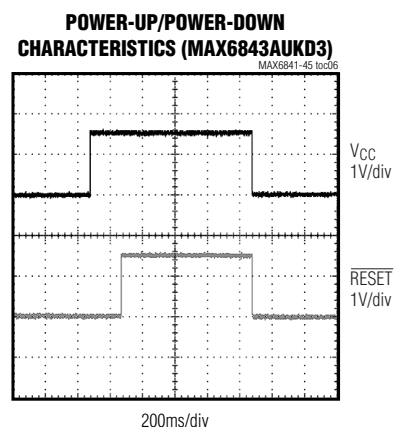 POWER-UP/POWER-DOWN
CHARACTERISTICS (MAX6843AUKD3)
MAX6841-45 toc06
VCC
1V/div
RESET
1V/div
200ms/div